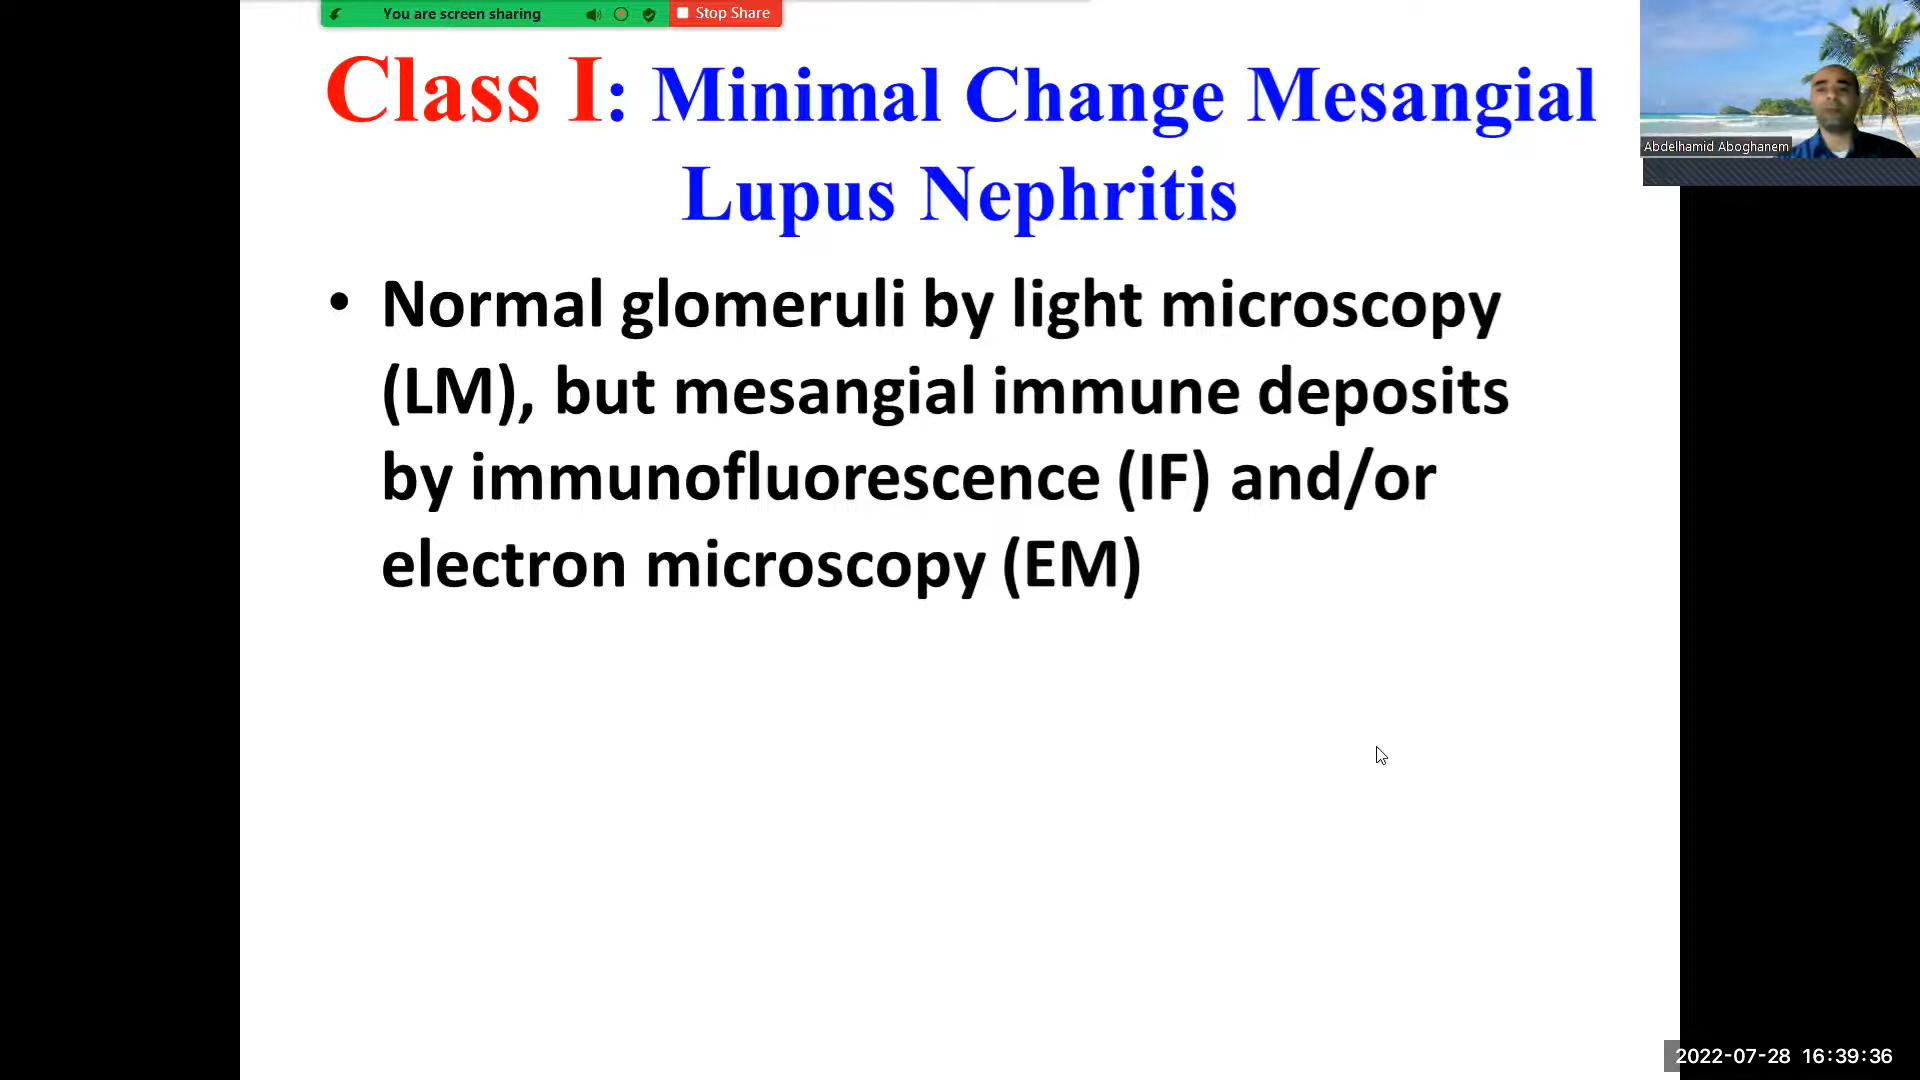 You are screen sharing
Stop Share
Class I: Minimal Change Mesangial
Lupus Nephritis
Abdelhamid Aboghanem
• Normal glomeruli by light microscopy
(LM), but mesangial immune deposits
by immunofluorescence (IF) and/or
electron microscopy (EM)
2022-07-28 16:39:36